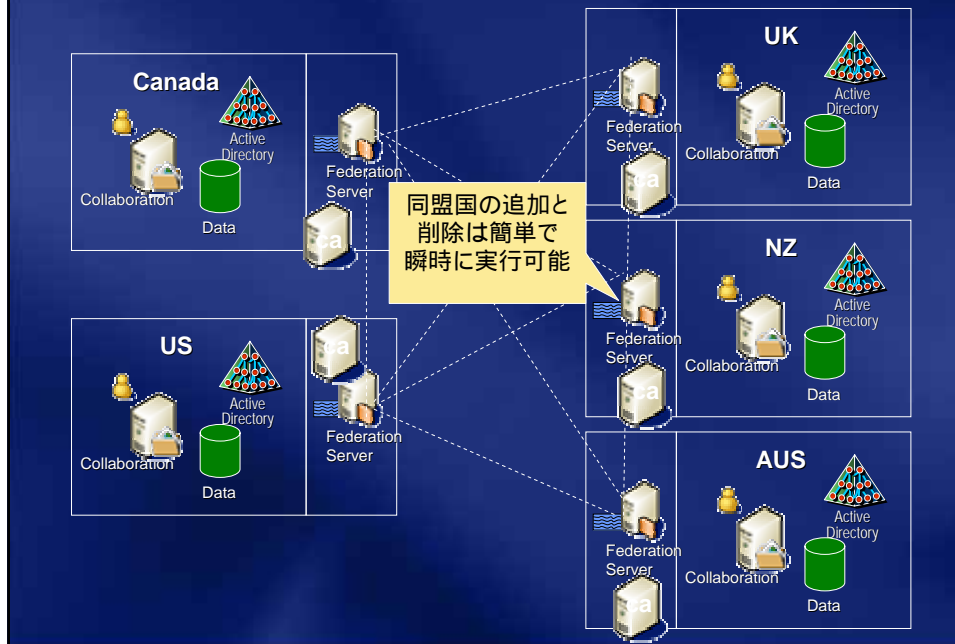 Canada
Active
Directory
Collaboration
Data
Federation
Server
ca
US
Active
Directory
Collaboration
Data
ca
Federation
Server
同盟国の追加と
削除は簡単で
瞬時に実行可能
UK
Active
Directory
Collaboration
Data
Federation
Server
ca
NZ
Active
Directory
Collaboration
Data
Federation
Server
ca
AUS
Active
Directory
Collaboration
Data
Federation
Server
ca